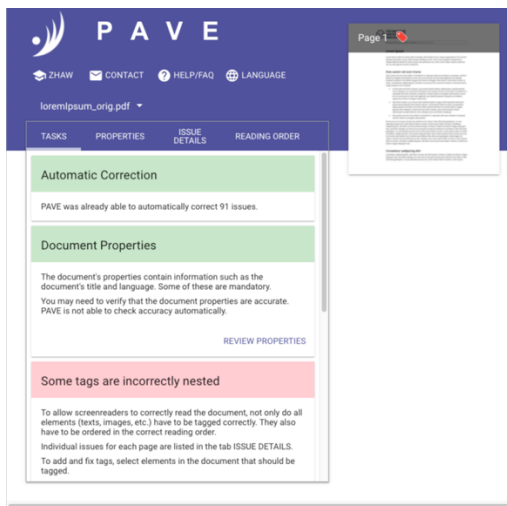 PAVE
ZHAW CONTACT HELP/FAQ LANGUAGE
loremIpsum_orig.pdf
TASKS PROPERTIES ISSUE DETAILS READING ORDER
Automatic Correction
PAVE was already able to automatically correct 91 issues.
Document Properties
The document's properties contain information such as the
document's title and language. Some of these are mandatory.
You may need to verify that the document properties are accurate.
PAVE is not able to check accuracy automatically.
REVIEW PROPERTIES
Some tags are incorrectly nested
To allow screenreaders to correctly read the document, not only do all
elements (texts, images, etc.) have to be tagged correctly. They also
have to be ordered in the correct reading order.
Individual issues for each page are listed in the tab ISSUE DETAILS.
To add and fix tags, select elements in the document that should be
tagged.
Page 1